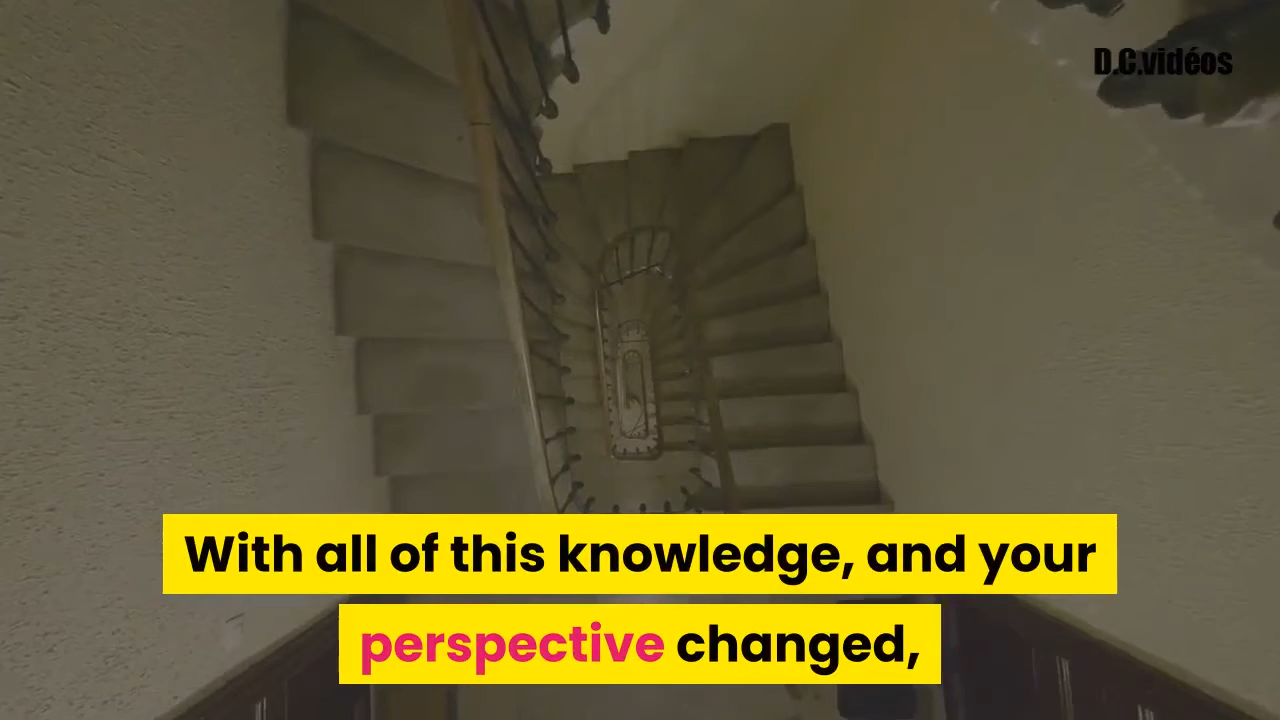 D.C.vidéos
With all of this knowledge, and your
perspective changed,